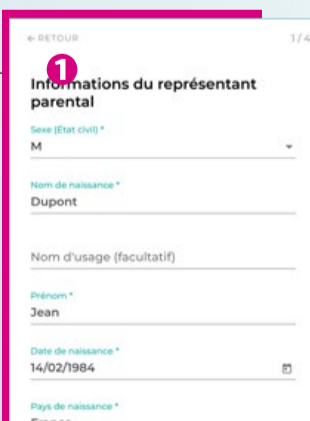 ← RETOUR 1/4
1
Informations du représentant
parental
Sexe (État civil) *
M
Nom de naissance *
Dupont
Nom d'usage (facultatif)
Prénom *
Jean
Date de naissance *
14/02/1984
Pays de naissance *
France